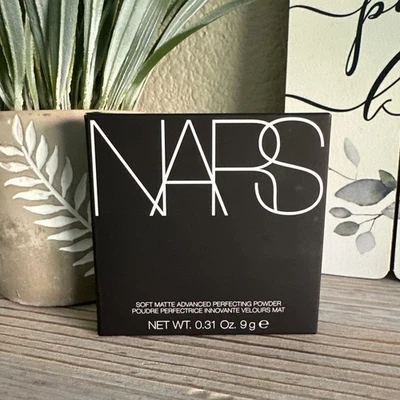 NARS
SOFT MATTE ADVANCED PERFECTING POWDER
POUDRE PERFECTRICE INNOVANTE VELOURS MAT
NET WT. 0.31 Oz. 9 g ℮